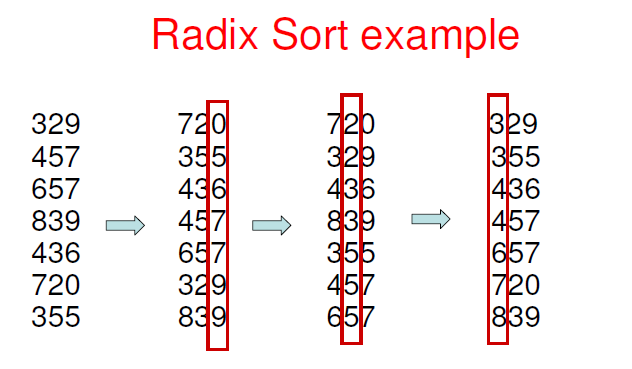 Radix Sort example
329 720 720 329
457 355 329 355
657 436 436 436
839 457 839 457
436 657 355 657
720 329 457 720
355 839 657 839